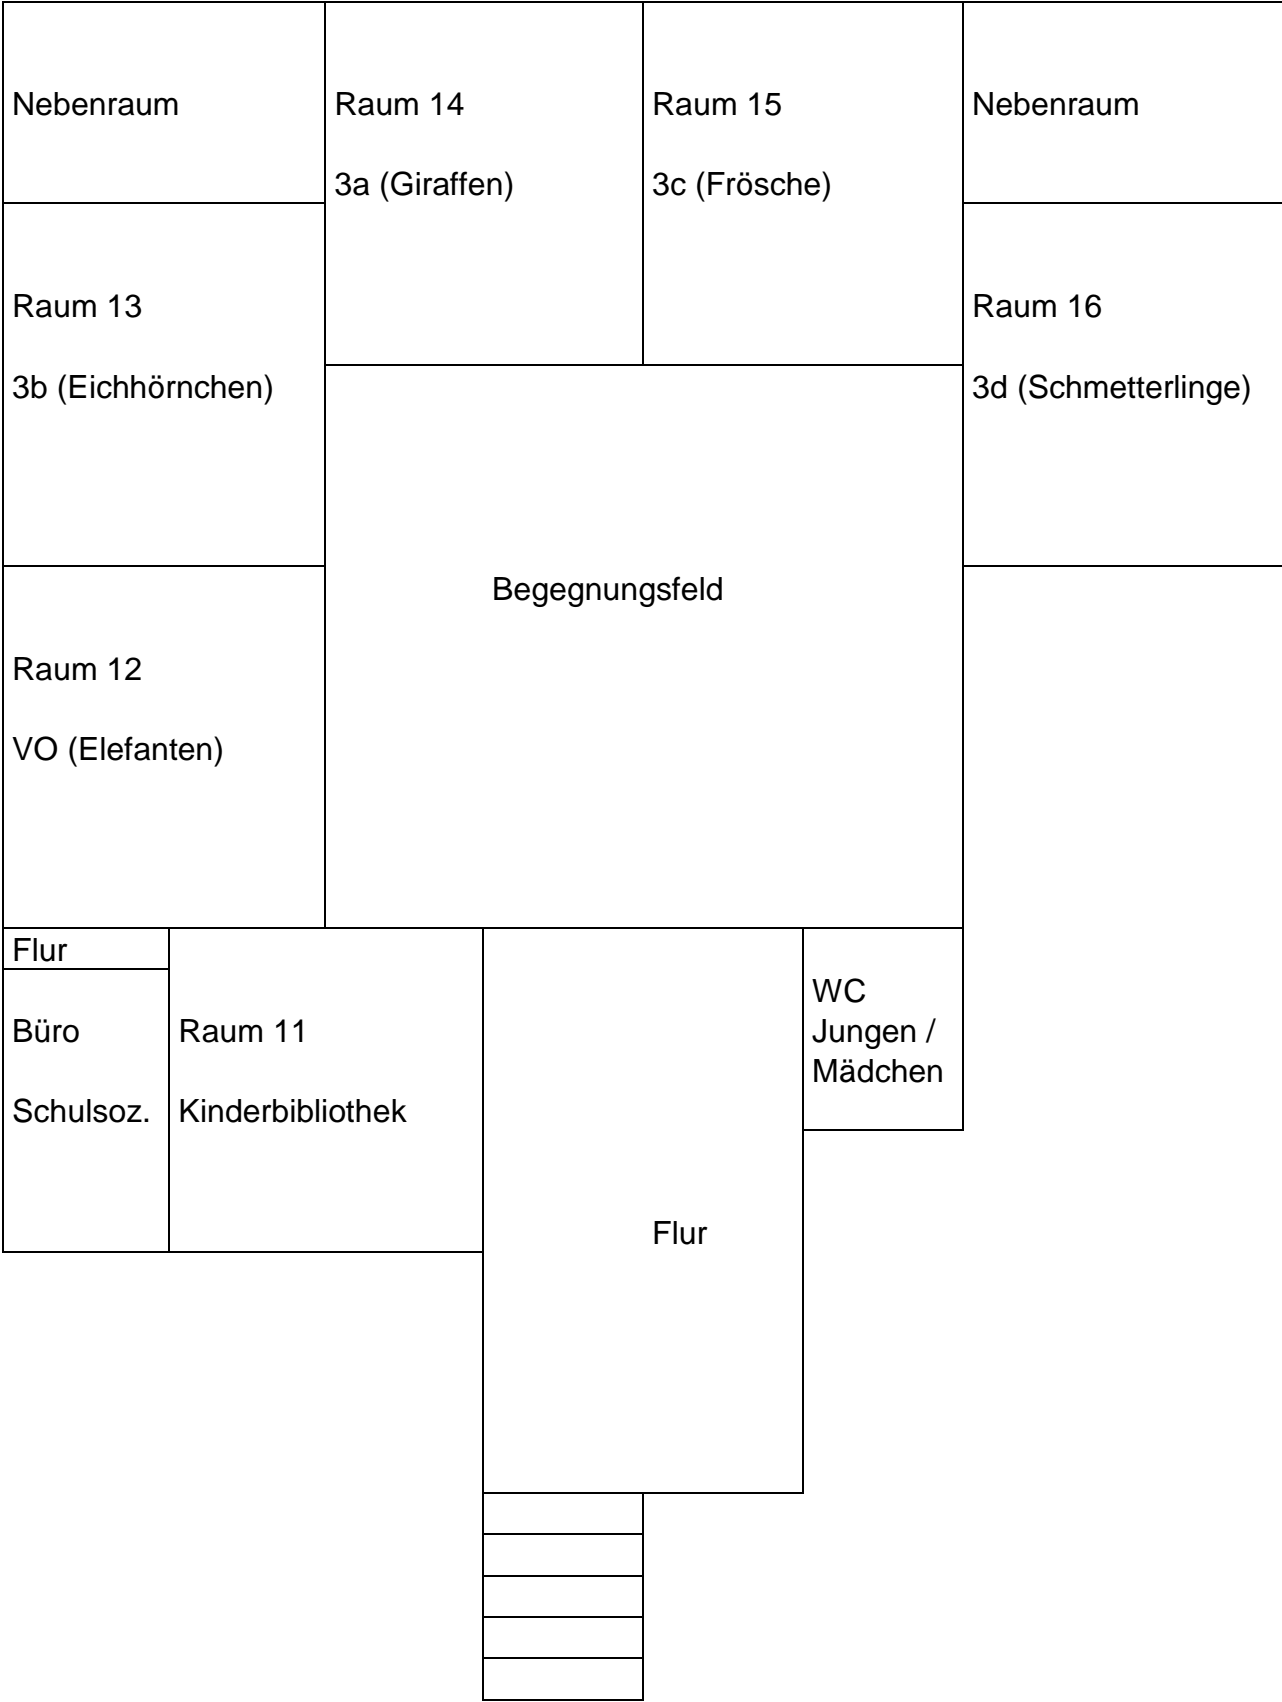 Nebenraum
Raum 14
3a (Giraffen)
Raum 15
3c (Frösche)
Nebenraum
Raum 13
3b (Eichhörnchen)
Raum 16
3d (Schmetterlinge)
Begegnungsfeld
Raum 12
VO (Elefanten)
Flur
Büro
Schulsoz.
Raum 11
Kinderbibliothek
WC
Jungen /
Mädchen
Flur